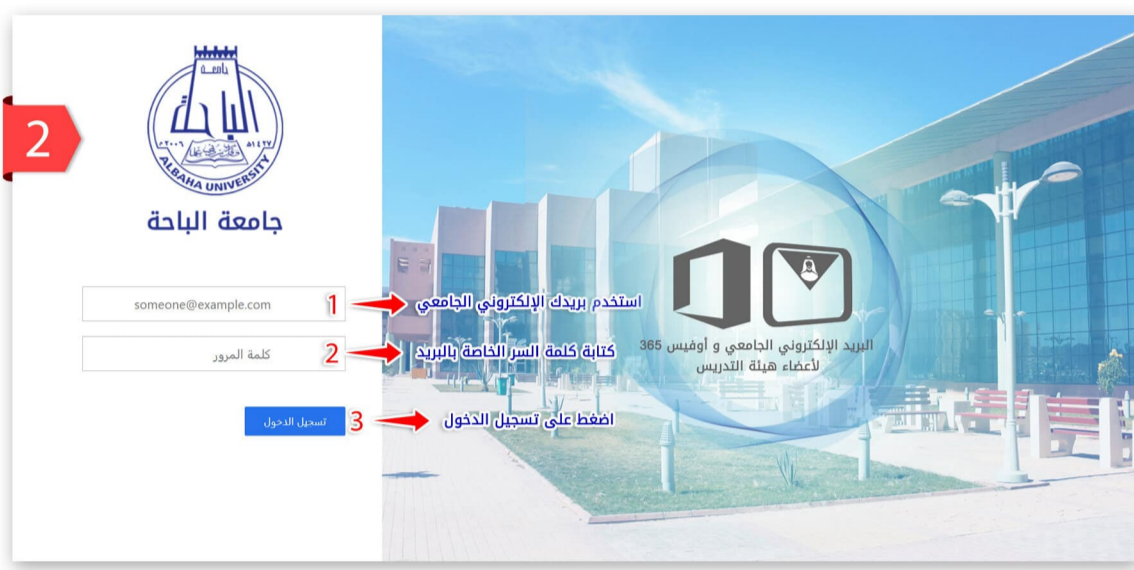 2
جامعة
الباحة
٢٠٠٦م ١٤٢٧هـ
ALBAHA UNIVERSITY
جامعة الباحة
someone@example.com
1
استخدم بريدك الإلكتروني الجامعي
كلمة المرور
2
كتابة كلمة السر الخاصة بالبريد
تسجيل الدخول
3
اضغط على تسجيل الدخول
البريد الإلكتروني الجامعي و أوفيس 365
لأعضاء هيئة التدريس